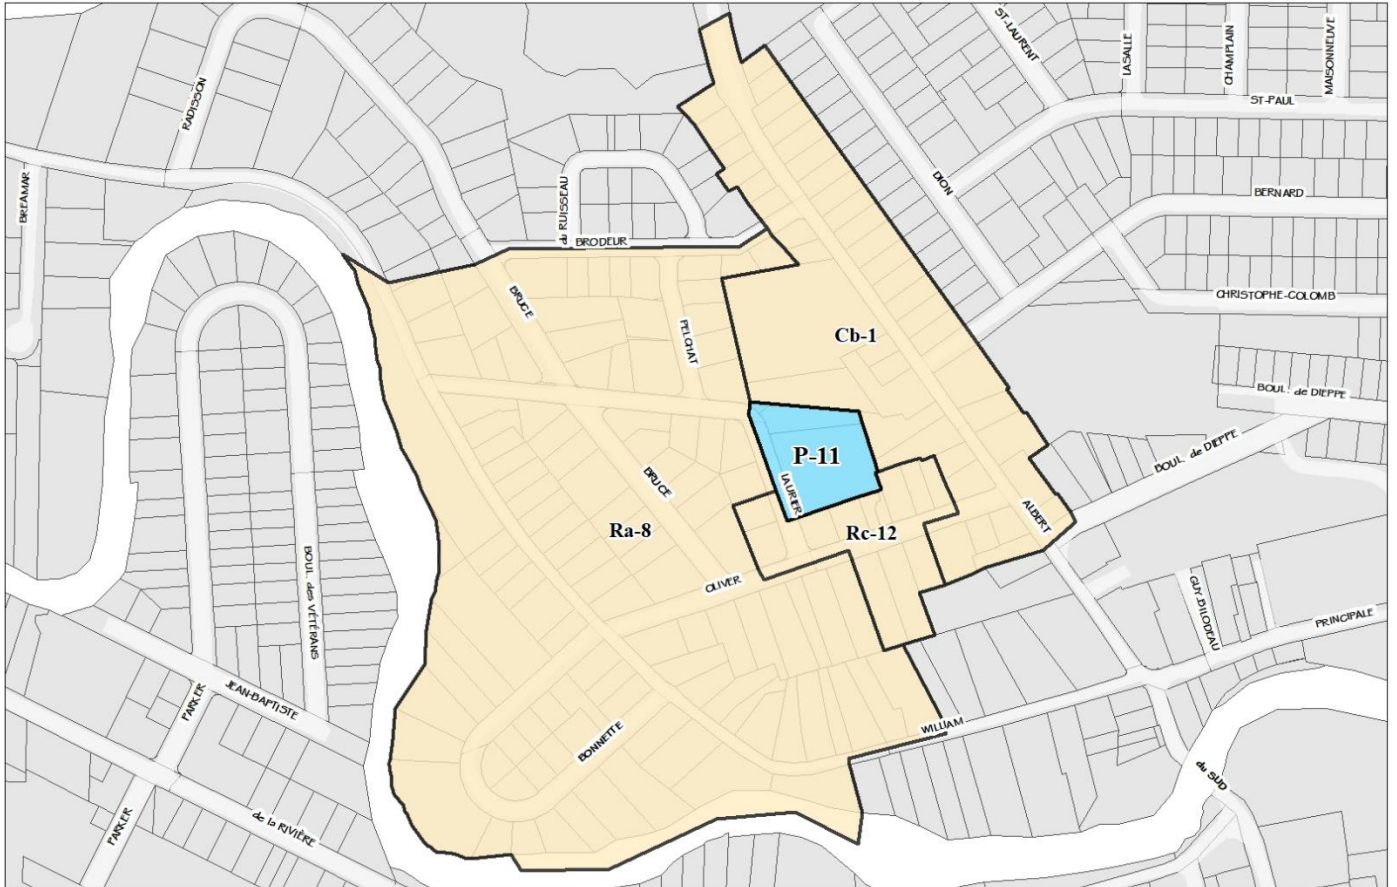 ST-LAURENT
LASALLE
CHAMPLAIN
MAISONNEUVE
RADISSON
ST-PAUL
BREAMAR
du RUISSEAU
DION
BERNARD
BRODEUR
BRUCE
CHRISTOPHE-COLOMB
PELCHAT
Cb-1
BOUL. de DIEPPE
BOUL. de DIEPPE
P-11
BRUCE
LAURIER
ALBERT
Ra-8
Rc-12
BOUL. des VÉTÉRANS
OLIVER
GUY-BILODEAU
PRINCIPALE
PARKER
JEAN-BAPTISTE
WILLIAM
BONNETTE
du SUD
PARKER
de la RIVIÈRE